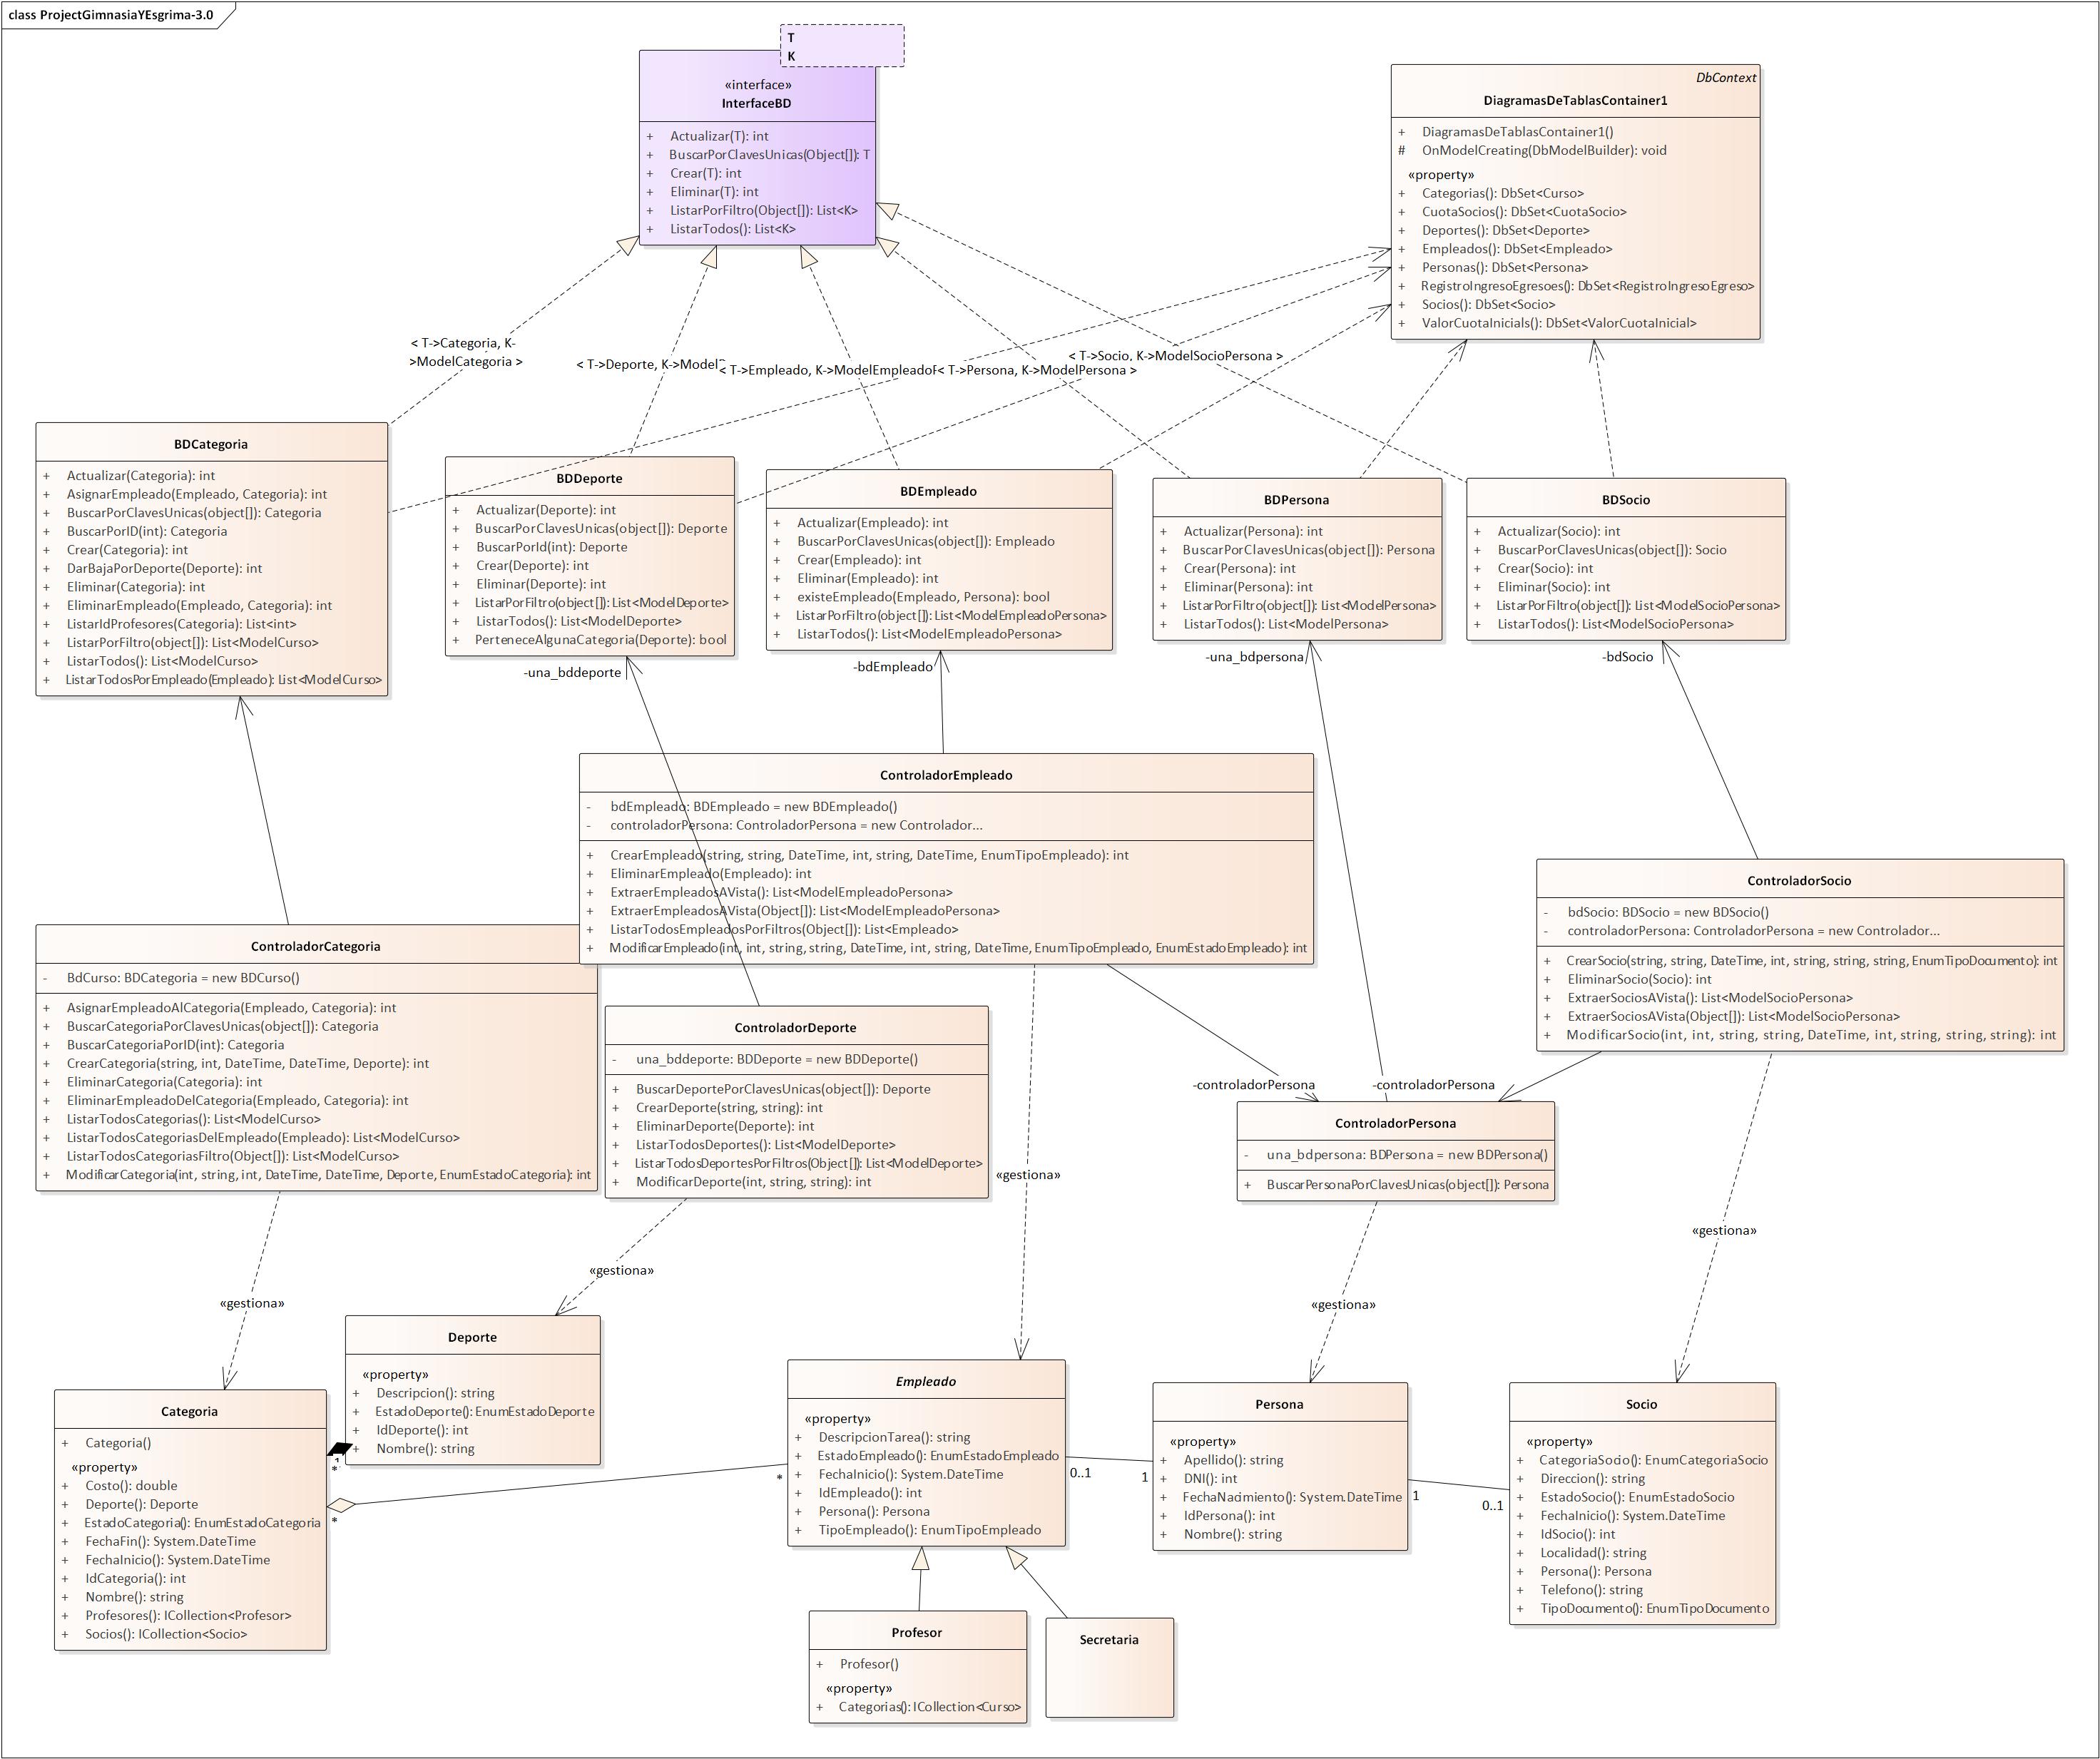 class ProjectGimnasiaYEsgrima-3.0
T
K
«interface»
InterfaceBD
+ Actualizar(T): int
+ BuscarPorClavesUnicas(Object[]): T
+ Crear(T): int
+ Eliminar(T): int
+ ListarPorFiltro(Object[]): List<K>
+ ListarTodos(): List<K>
DbContext
DiagramasDeTablasContainer1
+ DiagramasDeTablasContainer1()
# OnModelCreating(DbModelBuilder): void
«property»
+ Categorias(): DbSet<Curso>
+ CuotaSocios(): DbSet<CuotaSocio>
+ Deportes(): DbSet<Deporte>
+ Empleados(): DbSet<Empleado>
+ Personas(): DbSet<Persona>
+ RegistroIngresoEgresoes(): DbSet<RegistroIngresoEgreso>
+ Socios(): DbSet<Socio>
+ ValorCuotaInicials(): DbSet<ValorCuotaInicial>
< T->Categoria, K-
>ModelCategoria >
< T->Deporte, K->Model
< T->Empleado, K->ModelEmpleado
< T->Persona, K->ModelPersona >
< T->Socio, K->ModelSocioPersona >
BDCategoria
+ Actualizar(Categoria): int
+ AsignarEmpleado(Empleado, Categoria): int
+ BuscarPorClavesUnicas(object[]): Categoria
+ BuscarPorID(int): Categoria
+ Crear(Categoria): int
+ DarBajaPorDeporte(Deporte): int
+ Eliminar(Categoria): int
+ EliminarEmpleado(Empleado, Categoria): int
+ ListarIdProfesores(Categoria): List<int>
+ ListarPorFiltro(object[]): List<ModelCurso>
+ ListarTodos(): List<ModelCurso>
+ ListarTodosPorEmpleado(Empleado): List<ModelCurso>
BDDeporte
+ Actualizar(Deporte): int
+ BuscarPorClavesUnicas(object[]): Deporte
+ BuscarPorId(int): Deporte
+ Crear(Deporte): int
+ Eliminar(Deporte): int
+ ListarPorFiltro(object[]): List<ModelDeporte>
+ ListarTodos(): List<ModelDeporte>
+ PerteneceAlgunaCategoria(Deporte): bool
BDEmpleado
+ Actualizar(Empleado): int
+ BuscarPorClavesUnicas(object[]): Empleado
+ Crear(Empleado): int
+ Eliminar(Empleado): int
+ existeEmpleado(Empleado, Persona): bool
+ ListarPorFiltro(object[]): List<ModelEmpleadoPersona>
+ ListarTodos(): List<ModelEmpleadoPersona>
BDPersona
+ Actualizar(Persona): int
+ BuscarPorClavesUnicas(object[]): Persona
+ Crear(Persona): int
+ Eliminar(Persona): int
+ ListarPorFiltro(object[]): List<ModelPersona>
+ ListarTodos(): List<ModelPersona>
BDSocio
+ Actualizar(Socio): int
+ BuscarPorClavesUnicas(object[]): Socio
+ Crear(Socio): int
+ Eliminar(Socio): int
+ ListarPorFiltro(object[]): List<ModelSocioPersona>
+ ListarTodos(): List<ModelSocioPersona>
-una_bddeporte
-bdEmpleado
-una_bdpersona
-bdSocio
ControladorEmpleado
- bdEmpleado: BDEmpleado = new BDEmpleado()
- controladorPersona: ControladorPersona = new Controlador...
+ CrearEmpleado(string, string, DateTime, int, string, DateTime, EnumTipoEmpleado): int
+ EliminarEmpleado(Empleado): int
+ ExtraerEmpleadosAVista(): List<ModelEmpleadoPersona>
+ ExtraerEmpleadosAVista(Object[]): List<ModelEmpleadoPersona>
+ ListarTodosEmpleadosPorFiltros(Object[]): List<Empleado>
+ ModificarEmpleado(int, int, string, string, DateTime, int, string, DateTime, EnumTipoEmpleado, EnumEstadoEmpleado): int
ControladorSocio
- bdSocio: BDSocio = new BDSocio()
- controladorPersona: ControladorPersona = new Controlador...
+ CrearSocio(string, string, DateTime, int, string, string, string, EnumTipoDocumento): int
+ EliminarSocio(Socio): int
+ ExtraerSociosAVista(): List<ModelSocioPersona>
+ ExtraerSociosAVista(Object[]): List<ModelSocioPersona>
+ ModificarSocio(int, int, string, string, DateTime, int, string, string, string): int
ControladorCategoria
- BdCurso: BDCategoria = new BDCurso()
+ AsignarEmpleadoAlCategoria(Empleado, Categoria): int
+ BuscarCategoriaPorClavesUnicas(object[]): Categoria
+ BuscarCategoriaPorID(int): Categoria
+ CrearCategoria(string, int, DateTime, DateTime, Deporte): int
+ EliminarCategoria(Categoria): int
+ EliminarEmpleadoDelCategoria(Empleado, Categoria): int
+ ListarTodosCategorias(): List<ModelCurso>
+ ListarTodosCategoriasDelEmpleado(Empleado): List<ModelCurso>
+ ListarTodosCategoriasFiltro(Object[]): List<ModelCurso>
+ ModificarCategoria(int, string, int, DateTime, DateTime, Deporte, EnumEstadoCategoria): int
ControladorDeporte
- una_bddeporte: BDDeporte = new BDDeporte()
+ BuscarDeportePorClavesUnicas(object[]): Deporte
+ CrearDeporte(string, string): int
+ EliminarDeporte(Deporte): int
+ ListarTodosDeportes(): List<ModelDeporte>
+ ListarTodosDeportesPorFiltros(Object[]): List<ModelDeporte>
+ ModificarDeporte(int, string, string): int
-controladorPersona
-controladorPersona
ControladorPersona
- una_bdpersona: BDPersona = new BDPersona()
+ BuscarPersonaPorClavesUnicas(object[]): Persona
«gestiona»
«gestiona»
«gestiona»
«gestiona»
«gestiona»
Deporte
«property»
+ Descripcion(): string
+ EstadoDeporte(): EnumEstadoDeporte
+ IdDeporte(): int
+ Nombre(): string
Categoria
+ Categoria()
«property»
+ Costo(): double
+ Deporte(): Deporte
+ EstadoCategoria(): EnumEstadoCategoria
+ FechaFin(): System.DateTime
+ FechaInicio(): System.DateTime
+ IdCategoria(): int
+ Nombre(): string
+ Profesores(): ICollection<Profesor>
+ Socios(): ICollection<Socio>
1
*
*
*
Empleado
«property»
+ DescripcionTarea(): string
+ EstadoEmpleado(): EnumEstadoEmpleado
+ FechaInicio(): System.DateTime
+ IdEmpleado(): int
+ Persona(): Persona
+ TipoEmpleado(): EnumTipoEmpleado
0..1
1
Persona
«property»
+ Apellido(): string
+ DNI(): int
+ FechaNacimiento(): System.DateTime
+ IdPersona(): int
+ Nombre(): string
1
0..1
Socio
«property»
+ CategoriaSocio(): EnumCategoriaSocio
+ Direccion(): string
+ EstadoSocio(): EnumEstadoSocio
+ FechaInicio(): System.DateTime
+ IdSocio(): int
+ Localidad(): string
+ Persona(): Persona
+ Telefono(): string
+ TipoDocumento(): EnumTipoDocumento
Profesor
+ Profesor()
«property»
+ Categorias(): ICollection<Curso>
Secretaria